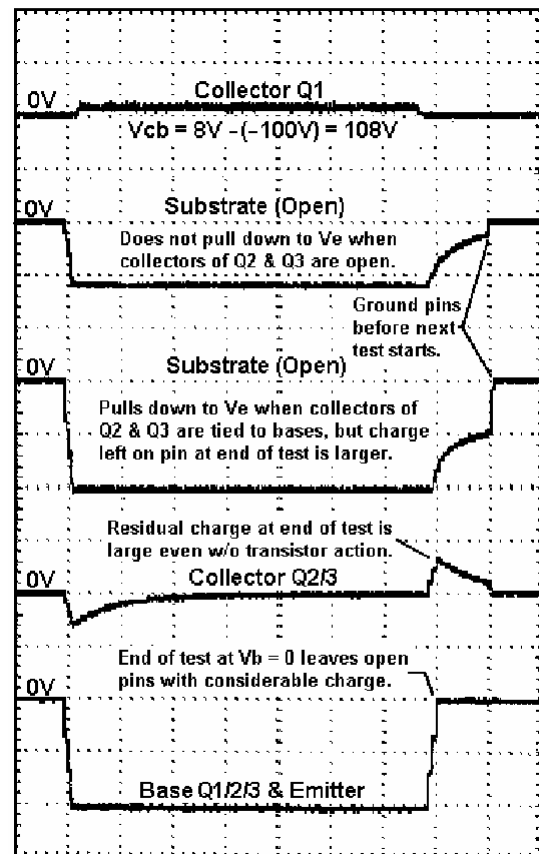 Collector Q1
0V
Vcb = 8V -(-100V) = 108V
0V
Substrate (Open)
Does not pull down to Ve when
collectors of Q2 & Q3 are open.
Ground pins
before next
test starts.
0V
Substrate (Open)
Pulls down to Ve when collectors of
Q2 & Q3 are tied to bases, but charge
left on pin at end of test is larger.
Residual charge at end of test is
large even w/o transistor action.
0V
Collector Q2/3
End of test at Vb = 0 leaves open
pins with considerable charge.
0V
Base Q1/2/3 & Emitter